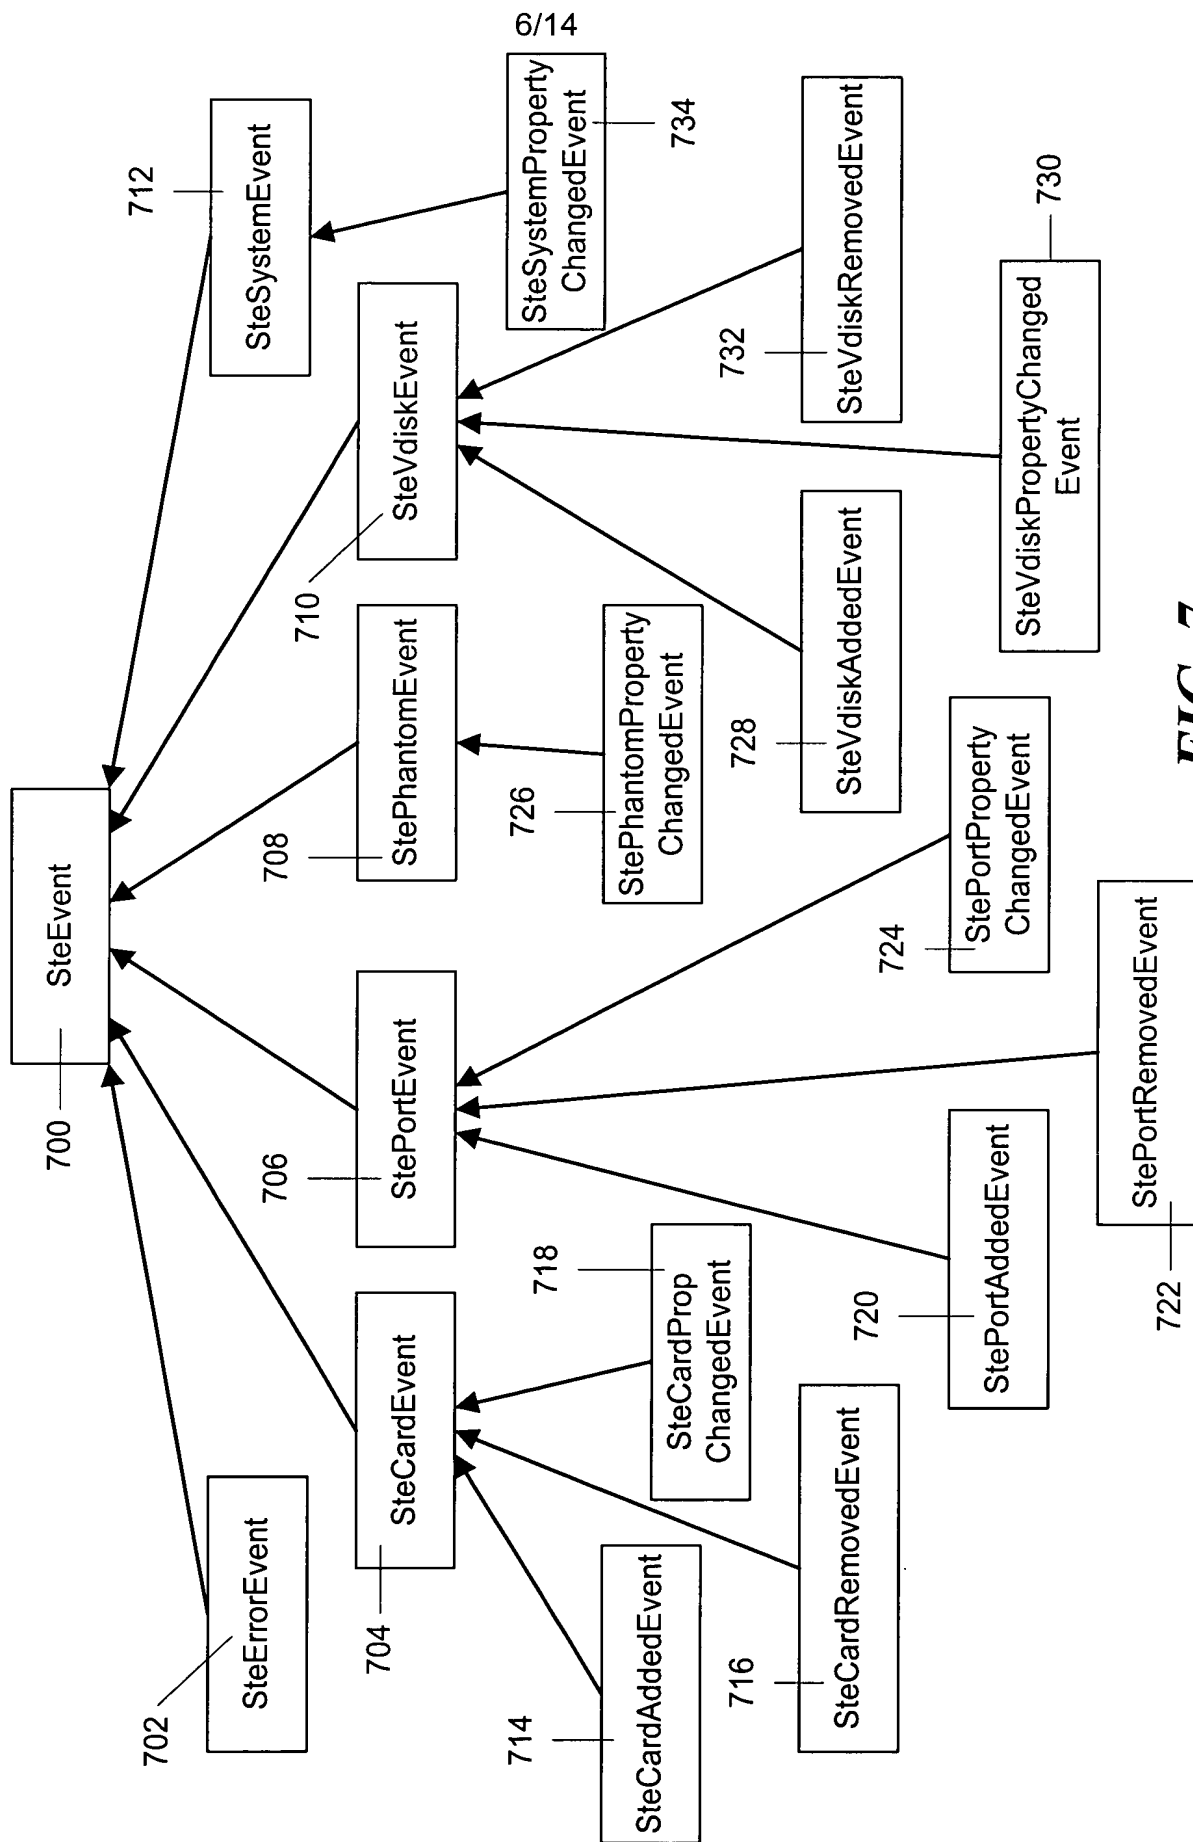 6/14
SteEvent
700
SteErrorEvent
702
SteCardEvent
704
StePortEvent
706
StePhantomEvent
708
SteVdiskEvent
710
SteSystemEvent
712
SteCardAddedEvent
714
SteCardRemovedEvent
716
SteCardProp
ChangedEvent
718
StePortAddedEvent
720
StePortRemovedEvent
722
StePortProperty
ChangedEvent
724
StePhantomProperty
ChangedEvent
726
SteVdiskAddedEvent
728
SteVdiskPropertyChanged
Event
730
SteVdiskRemovedEvent
732
SteSystemProperty
ChangedEvent
734
FIG. 7